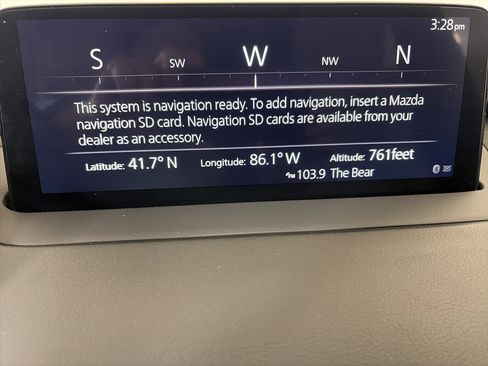 3:28pm
S SW W NW N
This system is navigation ready. To add navigation, insert a Mazda
navigation SD card. Navigation SD cards are available from your
dealer as an accessory.
Latitude: 41.7° N Longitude: 86.1° W Altitude: 761feet
103.9 The Bear